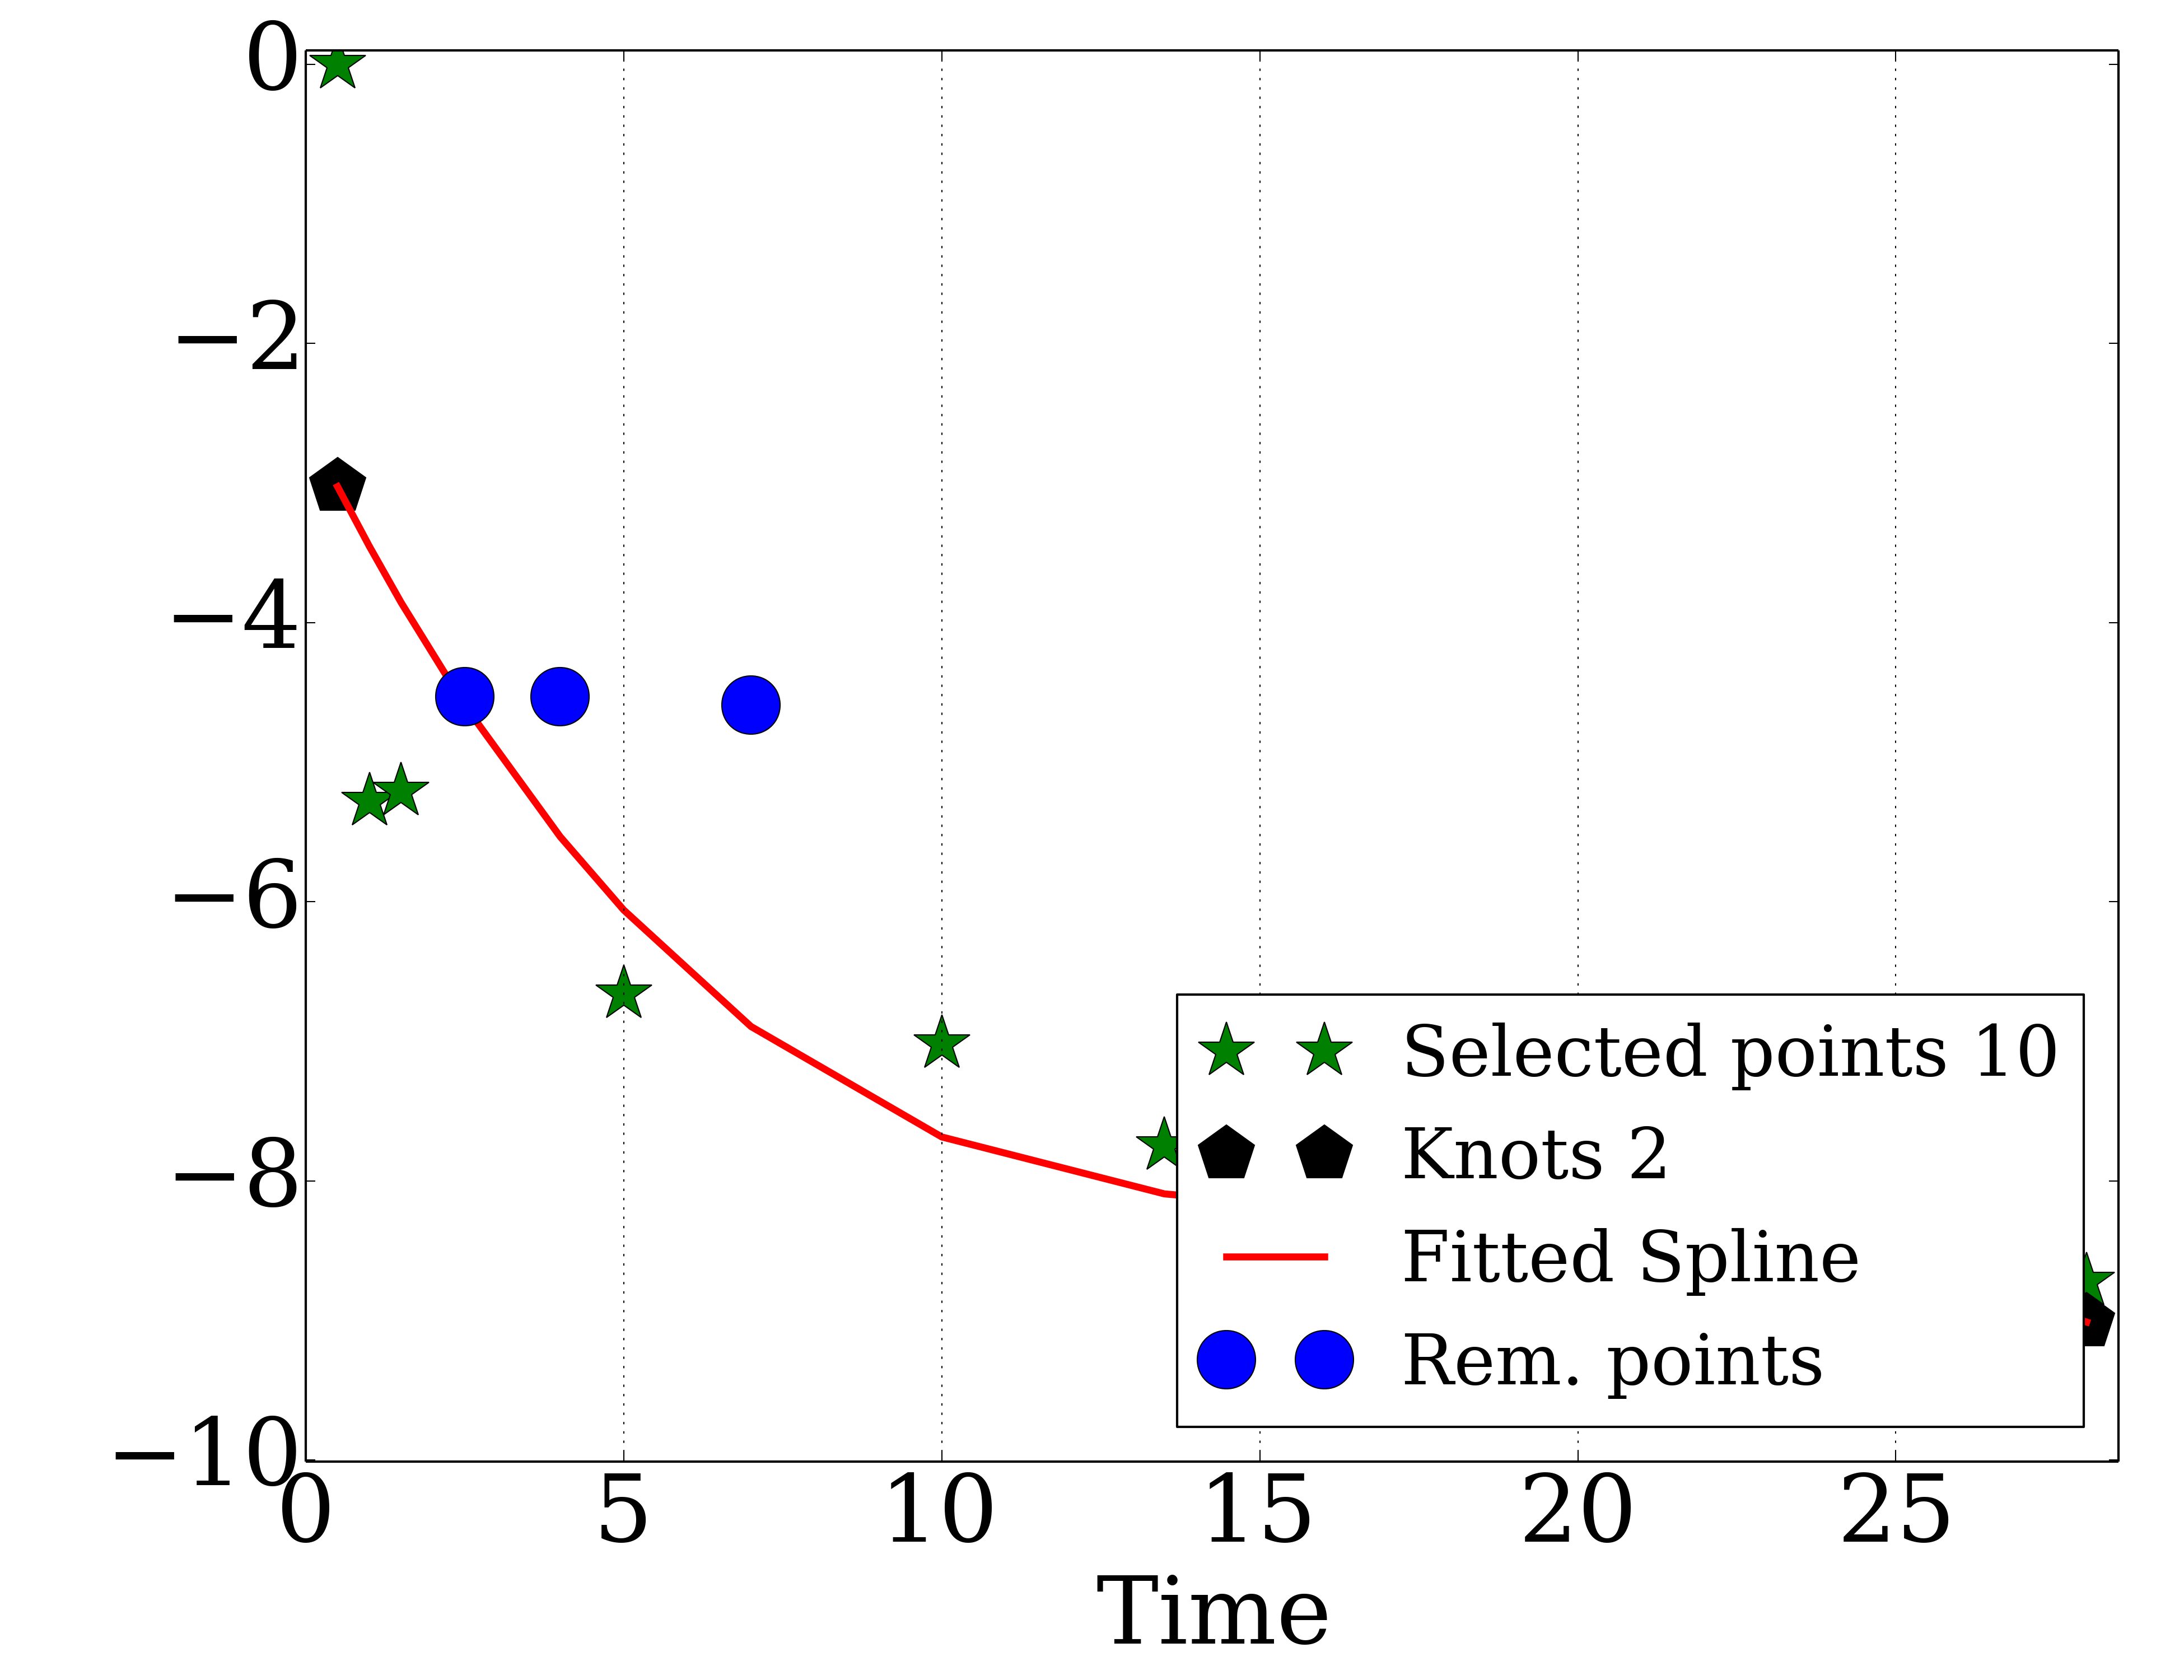 0
−2
−4
−6
−8
−10
Selected points 10
Knots 2
Fitted Spline
Rem. points
0 5 10 15 20 25
Time